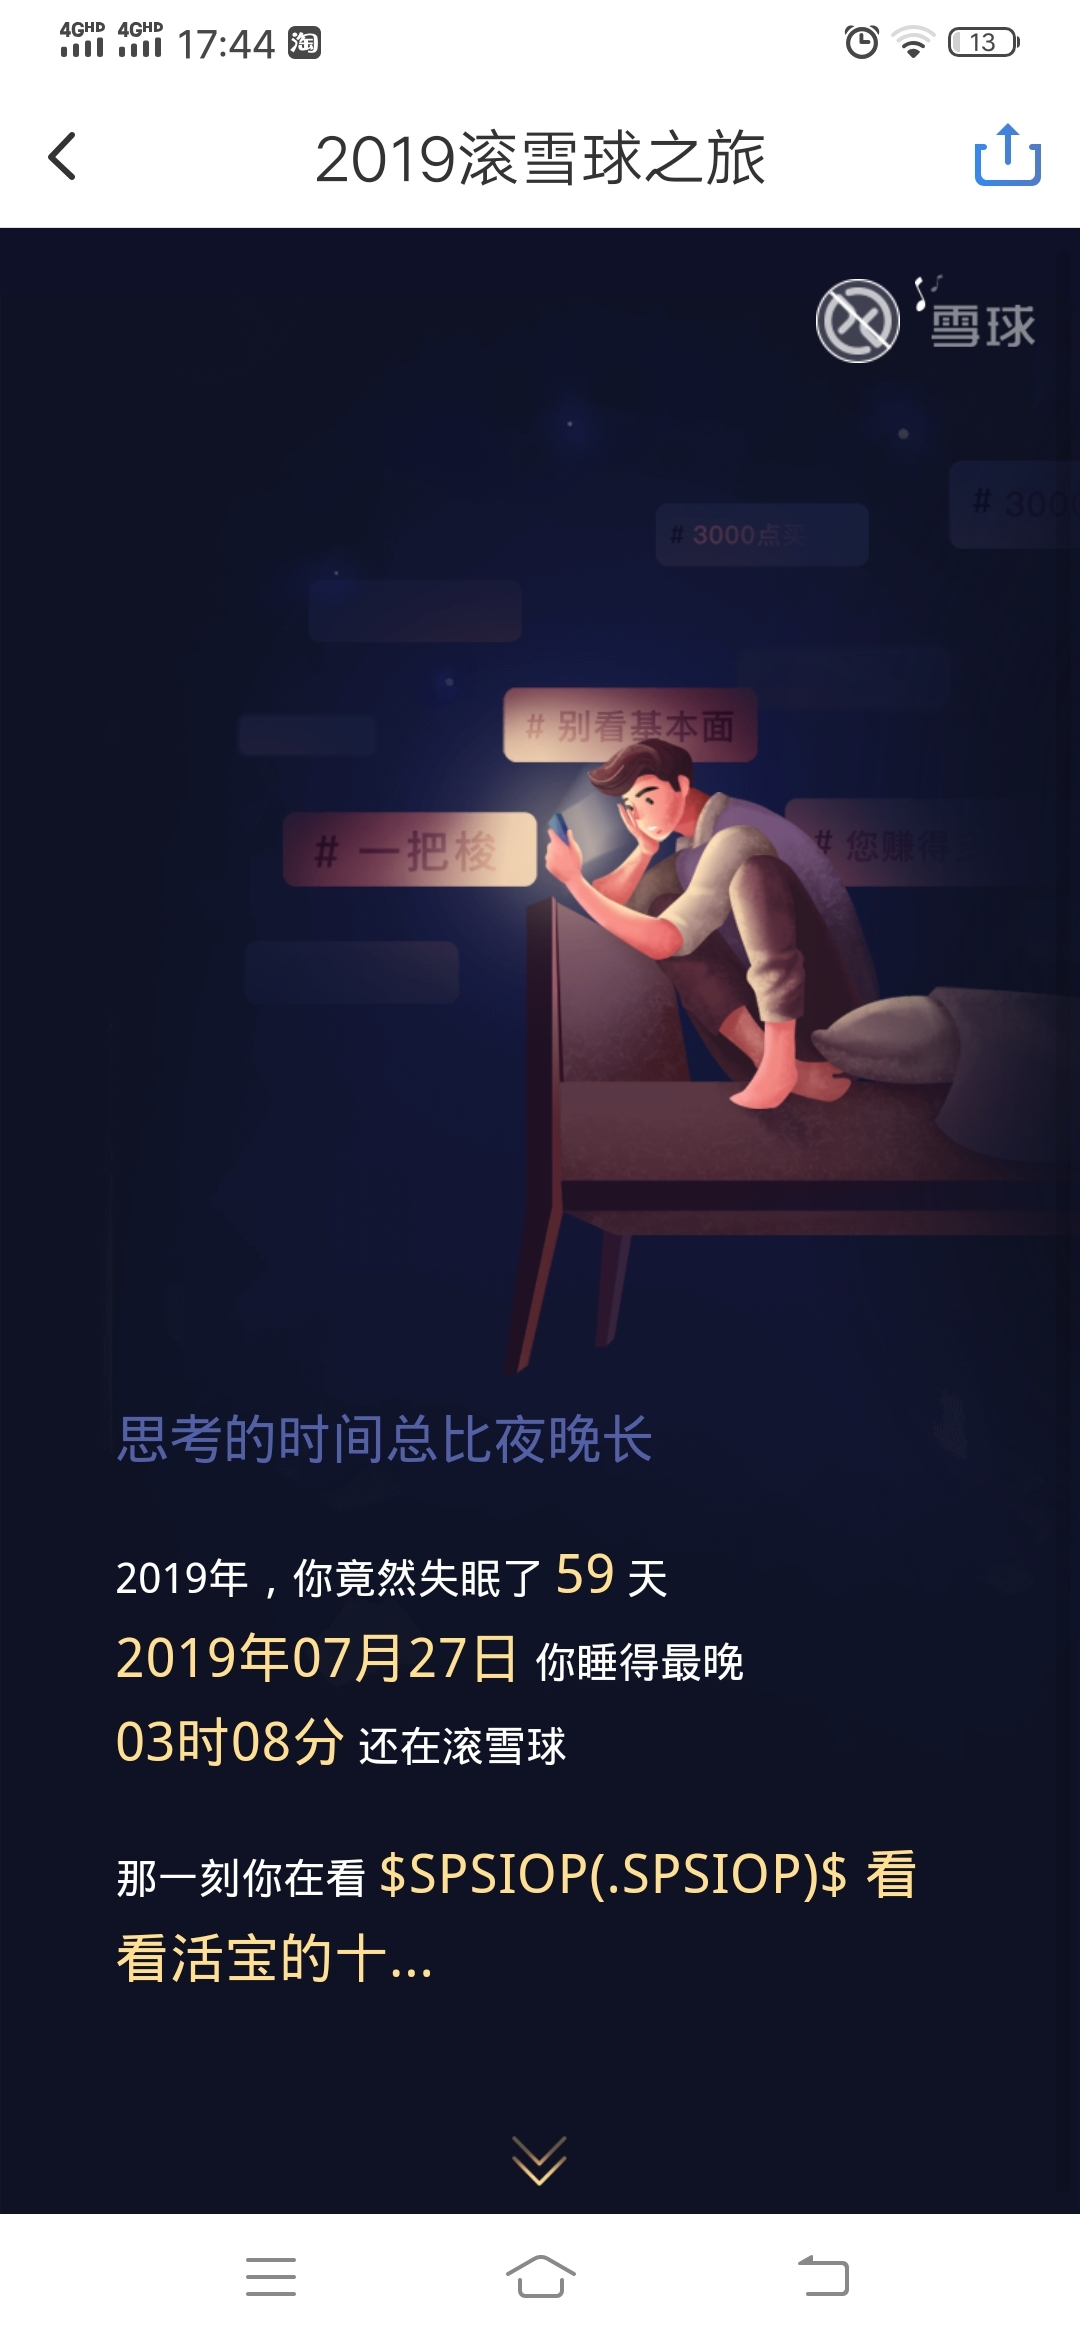 4GHD 4GHD 17:44 淘 13
2019滚雪球之旅
雪球
# 3000
# 3000点买
# 别看基本面
# 一把梭
# 您赚得
思考的时间总比夜晚长
2019年，你竟然失眠了 59 天
2019年07月27日 你睡得最晚
03时08分 还在滚雪球
那一刻你在看 $SPSIOP(.SPSIOP)$ 看
看活宝的十...